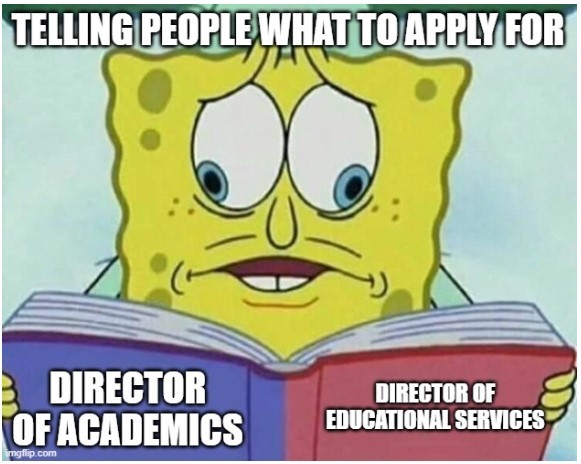 TELLING PEOPLE WHAT TO APPLY FOR
DIRECTOR
OF ACADEMICS
DIRECTOR OF
EDUCATIONAL SERVICES
imgflip.com